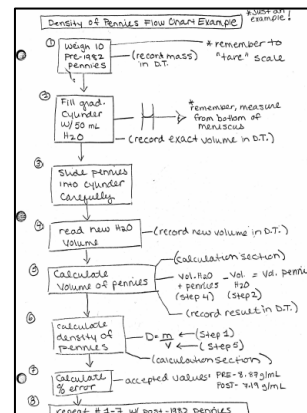 Density of Pennies Flow Chart Example
*Just an example!
① Weigh 10 Pre-1982 pennies
(record mass) in D.T.
*remember to "tare" scale
② Fill grad. Cylinder w/50 mL H2O
*remember, measure from bottom of meniscus
(record exact volume in D.T.)
③ Slide pennies into Cylinder Carefully
④ read new H2O Volume
(record new volume in D.T.)
⑤ Calculate Volume of pennies
(calculation section)
Vol. H2O + pennies (step 4) - Vol. H2O (step 2) = Vol. pennies
(record result in D.T.)
⑥ calculate density of pennies
D = m/V
(Step 1)
(Step 5)
(calculation section)
⑦ Calculate % error
accepted values: PRE- 8.89 g/mL
POST- 7.19 g/mL
⑧ repeat #1-7 w/ post-1982 pennies